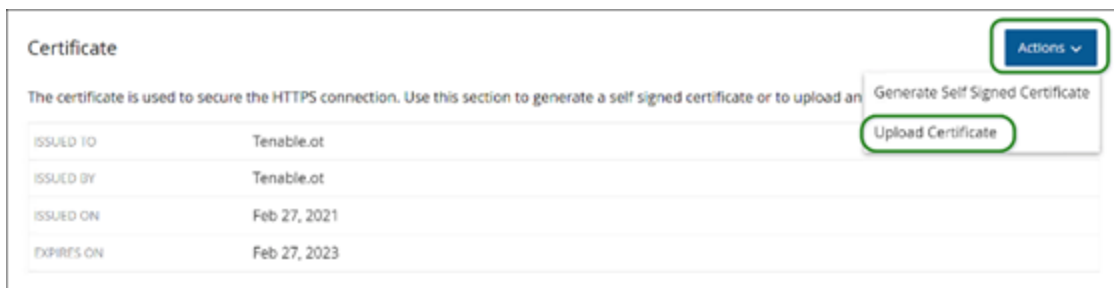 Certificate
Actions
The certificate is used to secure the HTTPS connection. Use this section to generate a self signed certificate or to upload an
Generate Self Signed Certificate
Upload Certificate
ISSUED TO Tenable.ot
ISSUED BY Tenable.ot
ISSUED ON Feb 27, 2021
EXPIRES ON Feb 27, 2023